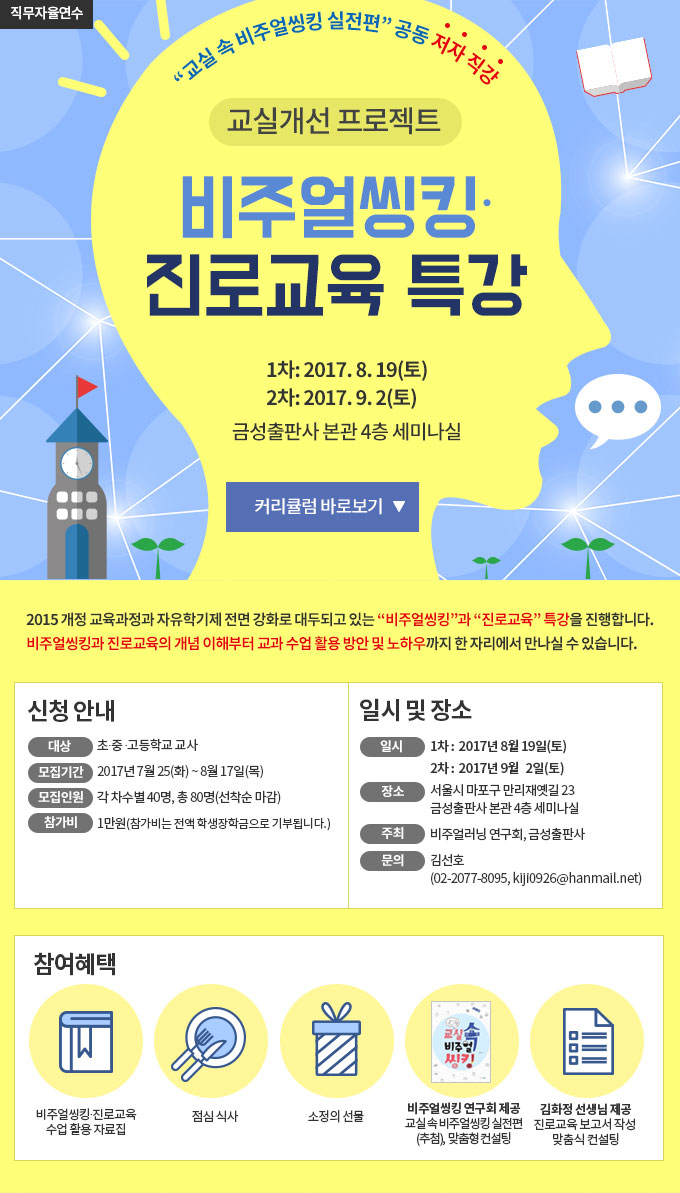 직무자율연수
“교실 속 비주얼씽킹 실전편” 공동 저자 직강
교실개선 프로젝트
비주얼씽킹·
진로교육 특강
1차: 2017. 8. 19(토)
2차: 2017. 9. 2(토)
금성출판사 본관 4층 세미나실
커리큘럼 바로보기 ▼
2015 개정 교육과정과 자유학기제 전면 강화로 대두되고 있는 “비주얼씽킹”과 “진로교육” 특강을 진행합니다.
비주얼씽킹과 진로교육의 개념 이해부터 교과 수업 활용 방안 및 노하우까지 한 자리에서 만나실 수 있습니다.
신청 안내
대상 초·중·고등학교 교사
모집기간 2017년 7월 25(화) ~ 8월 17일(목)
모집인원 각 차수별 40명, 총 80명(선착순 마감)
참가비 1만원(참가비는 전액 학생장학금으로 기부됩니다.)
일시 및 장소
일시 1차 : 2017년 8월 19일(토)
2차 : 2017년 9월 2일(토)
장소 서울시 마포구 만리재옛길 23
금성출판사 본관 4층 세미나실
주최 비주얼러닝 연구회, 금성출판사
문의 김선호
(02-2077-8095, kiji0926@hanmail.net)
참여혜택
비주얼씽킹·진로교육
수업 활용 자료집
점심 식사
소정의 선물
교실 속
비주얼
씽킹
비주얼씽킹 연구회 제공
교실 속 비주얼씽킹 실전편
(추첨), 맞춤형 컨설팅
김화정 선생님 제공
진로교육 보고서 작성
맞춤식 컨설팅